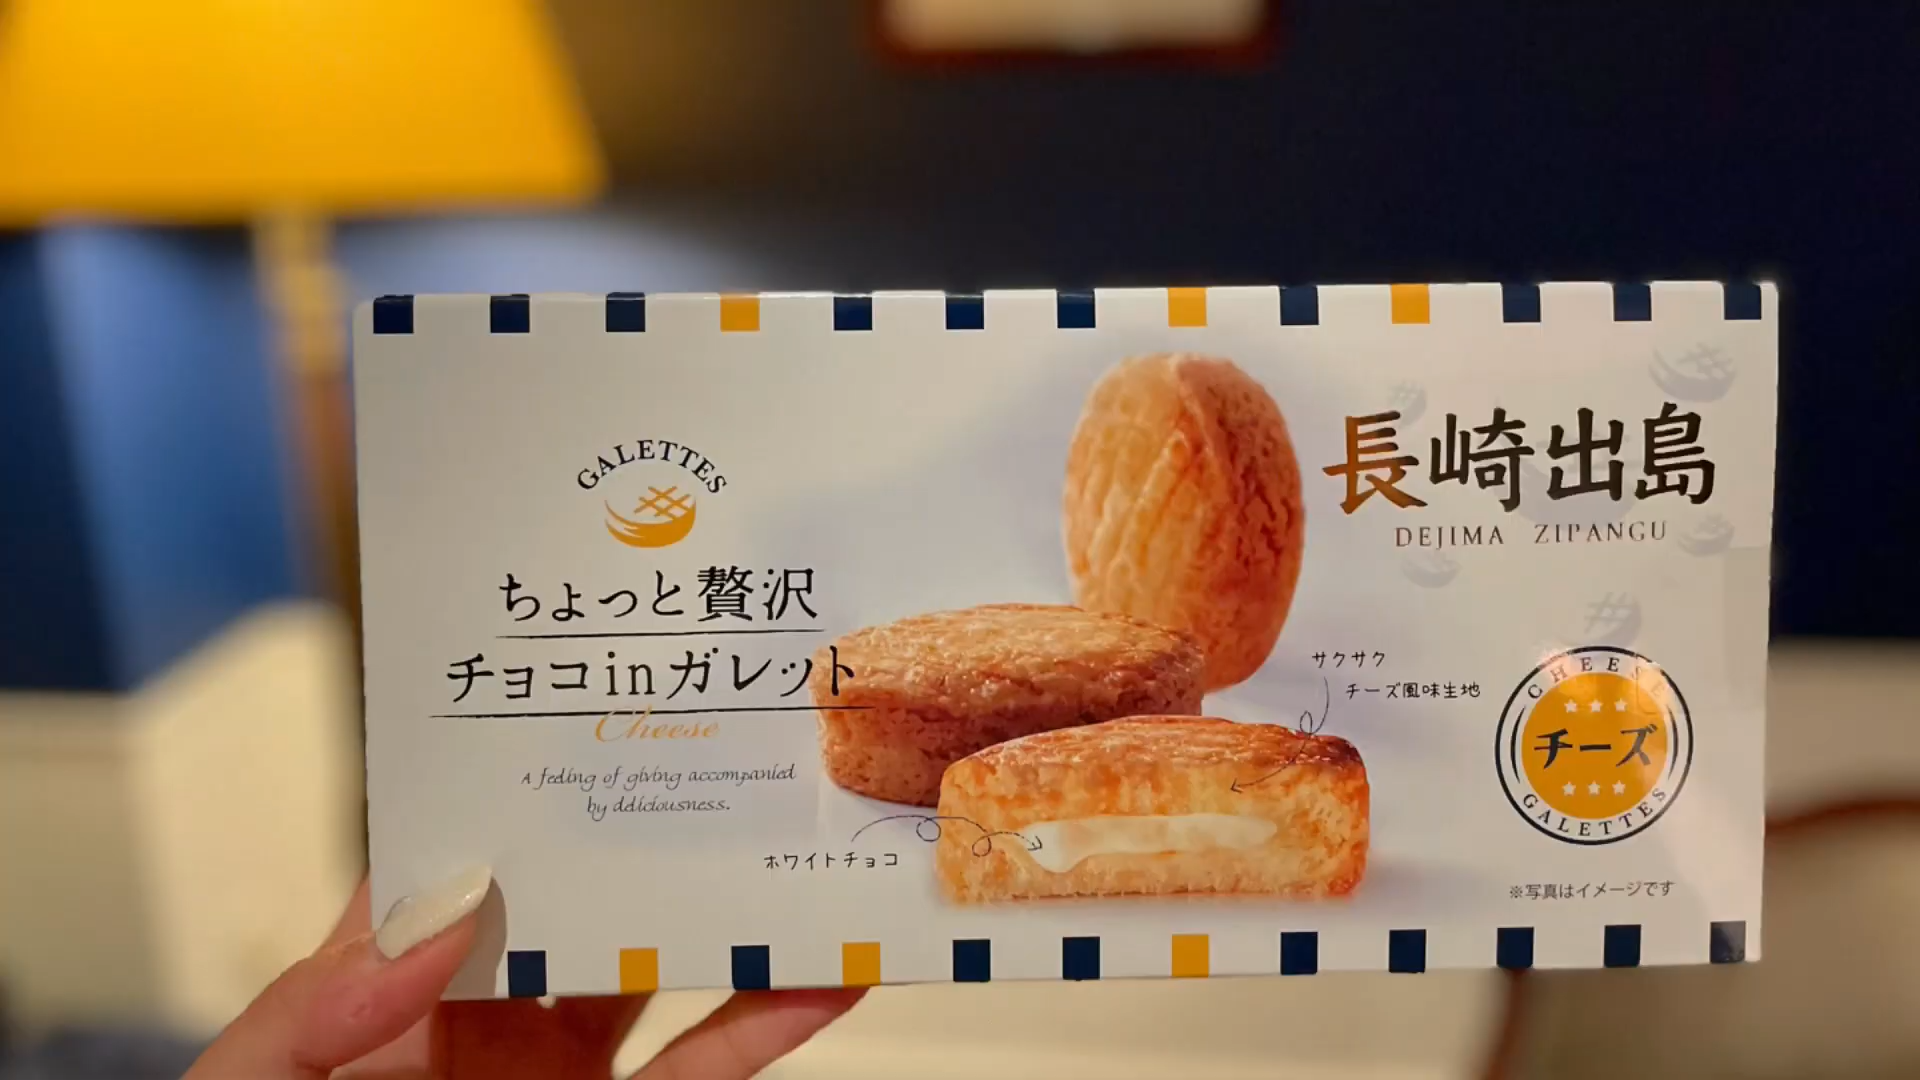 GALETTES
ちょっと贅沢
チョコinガレット
Cheese
A feeling of giving accompanied
by deliciousness.
ホワイトチョコ
長崎出島
DEJIMA ZIPANGU
サクサク
チーズ風味生地
CHEESE
チーズ
GALETTES
※写真はイメージです